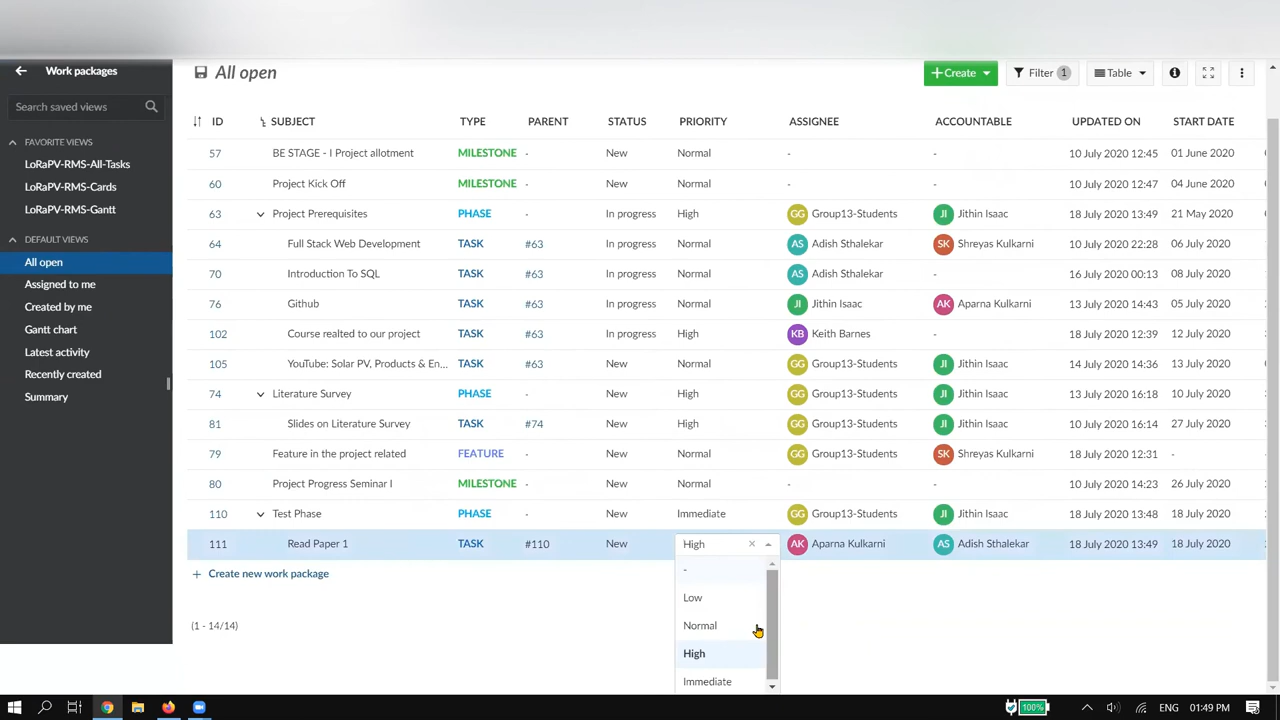 Work packages
All open
+ Create
Filter 1
Table
Search saved views
FAVORITE VIEWS
LoRaPV-RMS-All-Tasks
LoRaPV-RMS-Cards
LoRaPV-RMS-Gantt
DEFAULT VIEWS
All open
Assigned to me
Created by me
Gantt chart
Latest activity
Recently created
Summary
ID SUBJECT TYPE PARENT STATUS PRIORITY ASSIGNEE ACCOUNTABLE UPDATED ON START DATE
57 BE STAGE - I Project allotment MILESTONE - New Normal - - 10 July 2020 12:45 01 June 2020
60 Project Kick Off MILESTONE - New Normal - - 10 July 2020 12:47 04 June 2020
63 Project Prerequisites PHASE - In progress High GG Group13-Students JI Jithin Isaac 18 July 2020 13:49 21 May 2020
64 Full Stack Web Development TASK #63 In progress Normal AS Adish Sthalekar SK Shreyas Kulkarni 10 July 2020 22:28 06 July 2020
70 Introduction To SQL TASK #63 In progress Normal AS Adish Sthalekar - 16 July 2020 00:13 08 July 2020
76 Github TASK #63 In progress Normal JI Jithin Isaac AK Aparna Kulkarni 13 July 2020 14:43 05 July 2020
102 Course realted to our project TASK #63 In progress High KB Keith Barnes - 18 July 2020 12:39 12 July 2020
105 YouTube: Solar PV, Products & En... TASK #63 New Normal GG Group13-Students JI Jithin Isaac 14 July 2020 14:36 13 July 2020
74 Literature Survey PHASE - New High GG Group13-Students JI Jithin Isaac 13 July 2020 16:18 10 July 2020
81 Slides on Literature Survey TASK #74 New High GG Group13-Students JI Jithin Isaac 10 July 2020 16:14 27 July 2020
79 Feature in the project related FEATURE - New Normal GG Group13-Students SK Shreyas Kulkarni 18 July 2020 12:31 -
80 Project Progress Seminar I MILESTONE - New Normal - - 10 July 2020 14:23 26 July 2020
110 Test Phase PHASE - New Immediate GG Group13-Students JI Jithin Isaac 18 July 2020 13:48 18 July 2020
111 Read Paper 1 TASK #110 New High AK Aparna Kulkarni AS Adish Sthalekar 18 July 2020 13:49 18 July 2020
-
Low
Normal
High
Immediate
+ Create new work package
(1 - 14/14)
100% ENG 01:49 PM